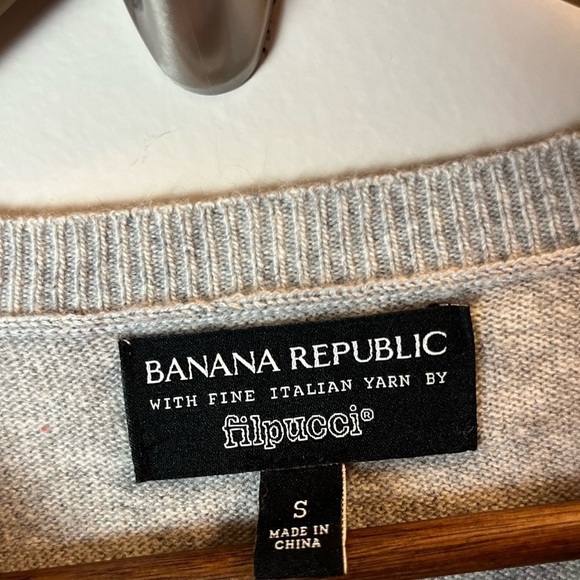 BANANA REPUBLIC
WITH FINE ITALIAN YARN BY
filpucci®
S
MADE IN
CHINA